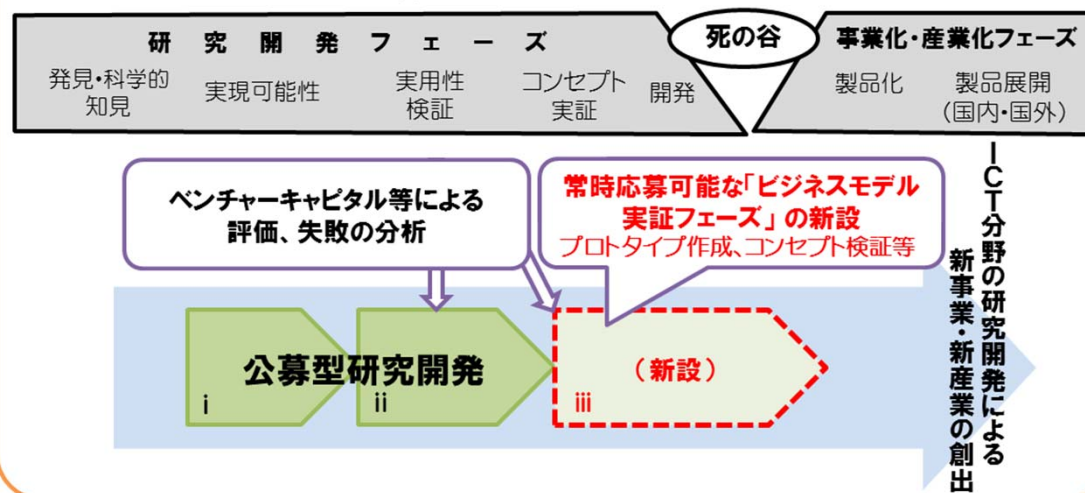 研究開発フェーズ
発見・科学的
知見
実現可能性
実用性
検証
コンセプト
実証
開発
死の谷
事業化・産業化フェーズ
製品化
製品展開
(国内・国外)
ベンチャーキャピタル等による
評価、失敗の分析
常時応募可能な「ビジネスモデル
実証フェーズ」の新設
プロトタイプ作成、コンセプト検証等
公募型研究開発
i
ii
(新設)
iii
ICT分野の研究開発による
新事業・新産業の創出